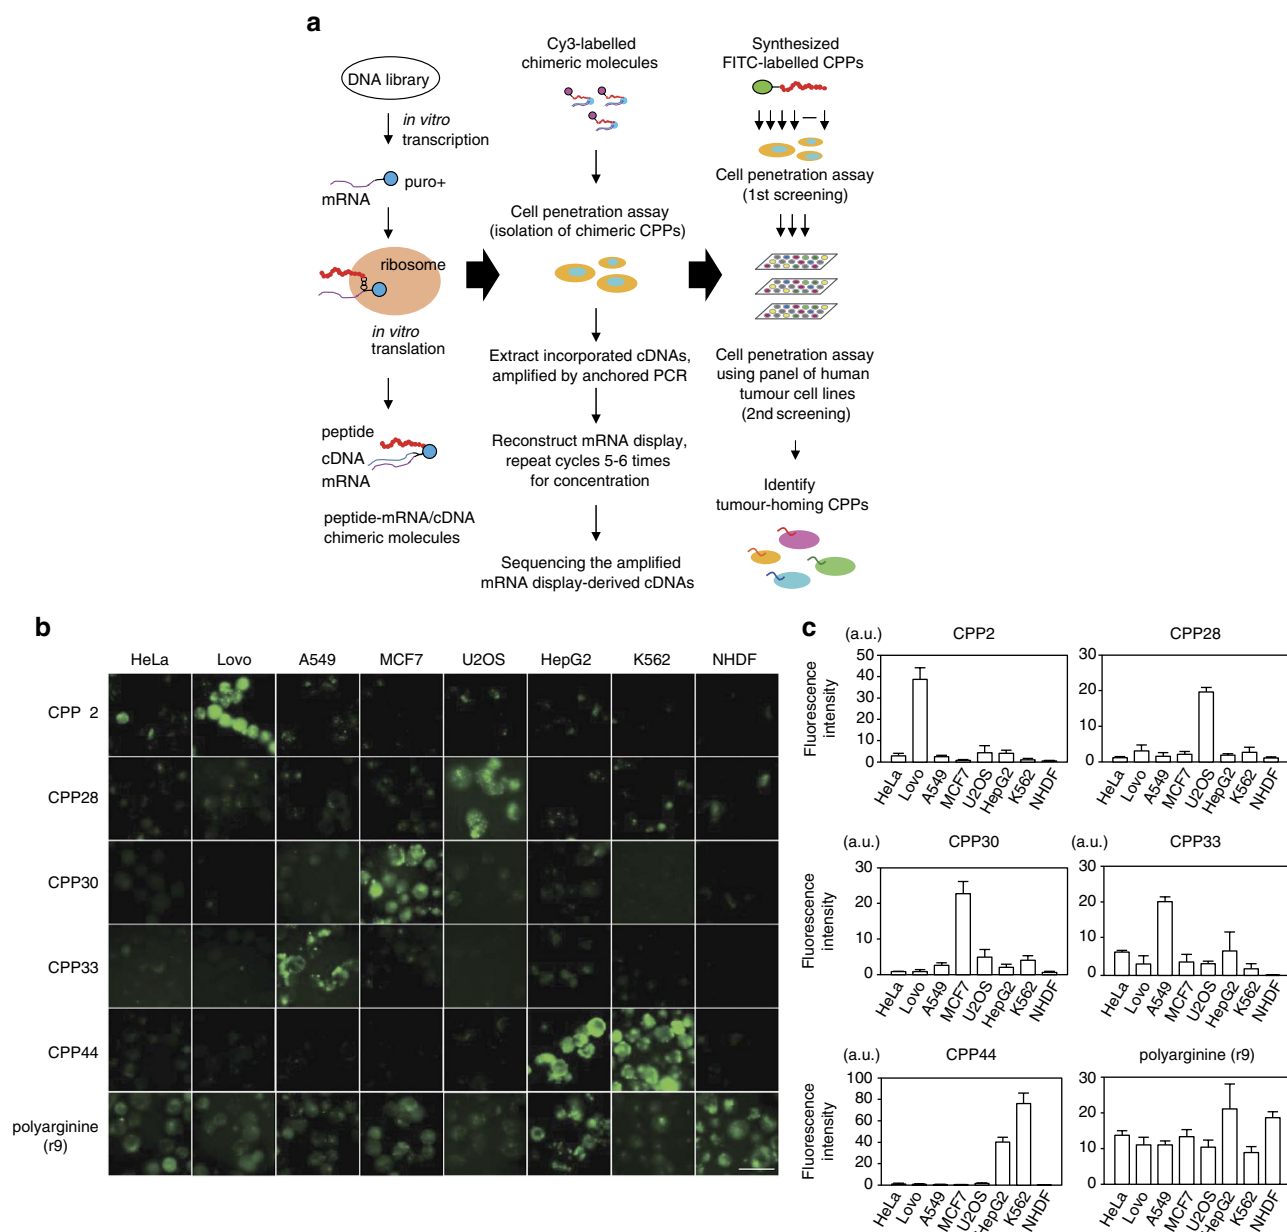 a
DNA library
in vitro
transcription
puro+
mRNA
ribosome
in vitro
translation
peptide
cDNA
mRNA
peptide-mRNA/cDNA
chimeric molecules
Cy3-labelled
chimeric molecules
Cell penetration assay
(isolation of chimeric CPPs)
Extract incorporated cDNAs,
amplified by anchored PCR
Reconstruct mRNA display,
repeat cycles 5-6 times
for concentration
Sequencing the amplified
mRNA display-derived cDNAs
Synthesized
FITC-labelled CPPs
Cell penetration assay
(1st screening)
Cell penetration assay
using panel of human
tumour cell lines
(2nd screening)
Identify
tumour-homing CPPs
b
HeLa Lovo A549 MCF7 U2OS HepG2 K562 NHDF
CPP 2
CPP28
CPP30
CPP33
CPP44
polyarginine
(r9)
c
(a.u.) CPP2
Fluorescence
intensity
50
40
30
20
10
0
HeLa Lovo A549 MCF7 U2OS HepG2 K562 NHDF
CPP28
30
20
10
0
HeLa Lovo A549 MCF7 U2OS HepG2 K562 NHDF
(a.u.) CPP30
Fluorescence
intensity
30
20
10
0
HeLa Lovo A549 MCF7 U2OS HepG2 K562 NHDF
(a.u.) CPP33
30
20
10
0
HeLa Lovo A549 MCF7 U2OS HepG2 K562 NHDF
(a.u.) CPP44
Fluorescence
intensity
100
80
60
40
20
0
HeLa Lovo A549 MCF7 U2OS HepG2 K562 NHDF
polyarginine (r9)
30
20
10
0
HeLa Lovo A549 MCF7 U2OS HepG2 K562 NHDF